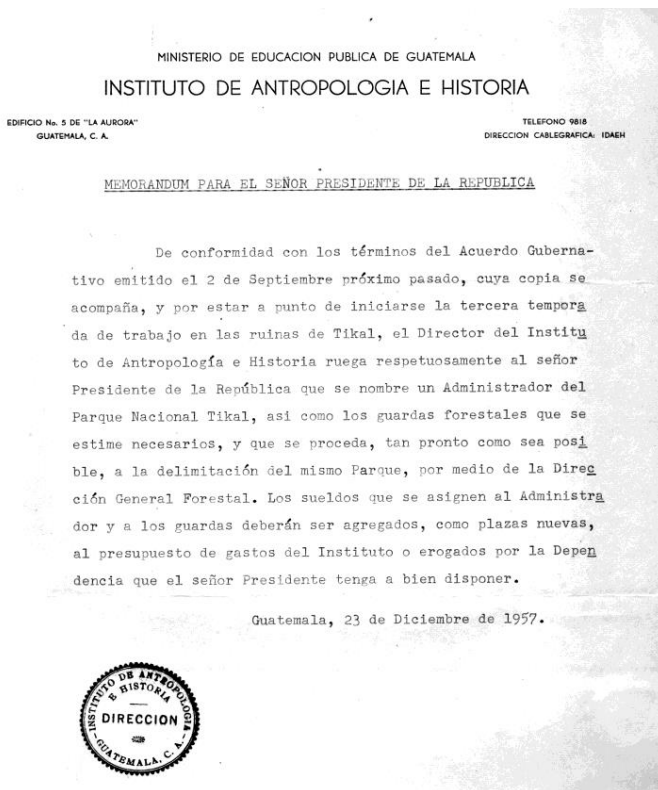 MINISTERIO DE EDUCACION PUBLICA DE GUATEMALA
INSTITUTO DE ANTROPOLOGIA E HISTORIA
EDIFICIO No. 5 DE "LA AURORA"
GUATEMALA, C. A.
TELEFONO 9818
DIRECCION CABLEGRAFICA: IDAEH
MEMORANDUM PARA EL SEÑOR PRESIDENTE DE LA REPUBLICA
De conformidad con los términos del Acuerdo Guberna-
tivo emitido el 2 de Septiembre próximo pasado, cuya copia se
acompaña, y por estar a punto de iniciarse la tercera tempora
da de trabajo en las ruinas de Tikal, el Director del Institu
to de Antropología e Historia ruega respetuosamente al señor
Presidente de la República que se nombre un Administrador del
Parque Nacional Tikal, asi como los guardas forestales que se
estime necesarios, y que se proceda, tan pronto como sea posi
ble, a la delimitación del mismo Parque, por medio de la Direc
ción General Forestal. Los sueldos que se asignen al Administra
dor y a los guardas deberán ser agregados, como plazas nuevas,
al presupuesto de gastos del Instituto o erogados por la Depen
dencia que el señor Presidente tenga a bien disponer.
Guatemala, 23 de Diciembre de 1957.
INSTITUTO DE ANTROPOLOGIA
E HISTORIA
DIRECCION
GUATEMALA, C. A.